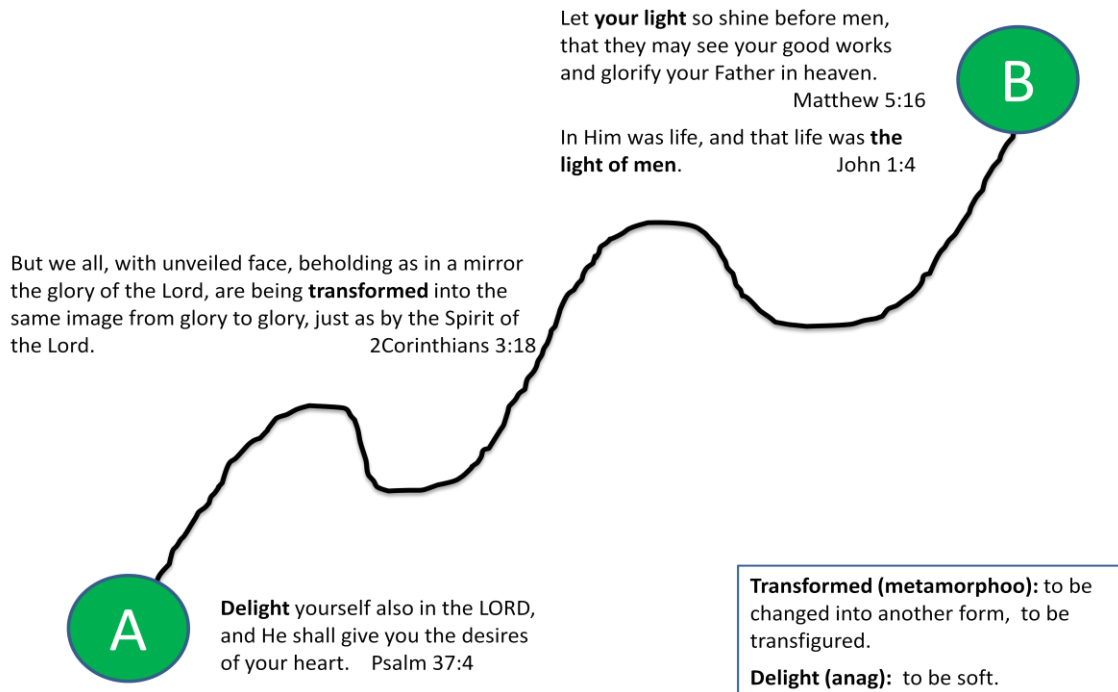 Let your light so shine before men,
that they may see your good works
and glorify your Father in heaven.
Matthew 5:16
B
In Him was life, and that life was the
light of men. John 1:4
But we all, with unveiled face, beholding as in a mirror
the glory of the Lord, are being transformed into the
same image from glory to glory, just as by the Spirit of
the Lord. 2Corinthians 3:18
A
Delight yourself also in the LORD,
and He shall give you the desires
of your heart. Psalm 37:4
Transformed (metamorphoo): to be
changed into another form, to be
transfigured.
Delight (anag): to be soft.